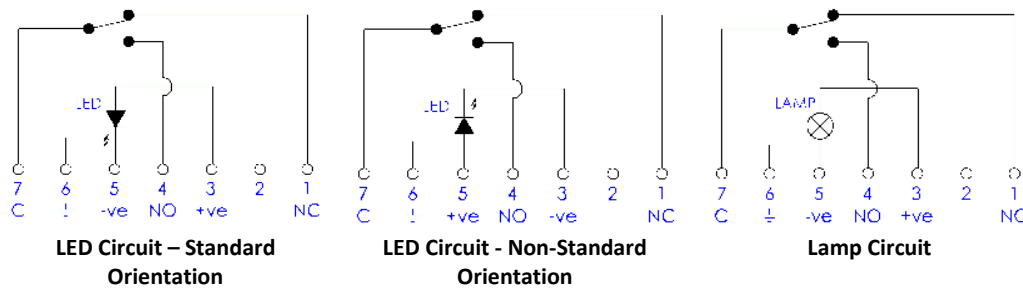 LED
7 6 5 4 3 2 1
C -ve NO +ve NC
LED Circuit – Standard
Orientation
LED
7 6 5 4 3 2 1
C +ve NO -ve NC
LED Circuit - Non-Standard
Orientation
LAMP
7 6 5 4 3 2 1
C -ve NO +ve NC
Lamp Circuit